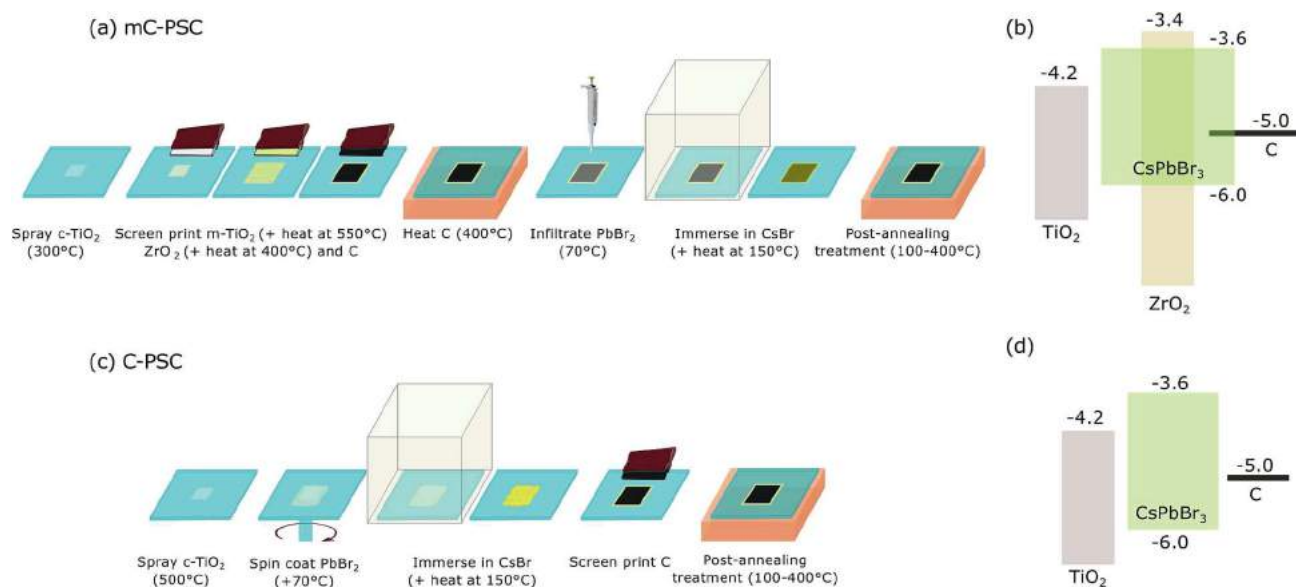 (a) mC-PSC
Spray c-TiO₂
(300°C)
Screen print m-TiO₂ (+ heat at 550°C)
ZrO₂ (+ heat at 400°C) and C
Heat C (400°C)
Infiltrate PbBr₂
(70°C)
Immerse in CsBr
(+ heat at 150°C)
Post-annealing
treatment (100-400°C)
(b)
-3.4
-3.6
-4.2
-5.0
C
CsPbBr₃
-6.0
TiO₂
ZrO₂
(c) C-PSC
Spray c-TiO₂
(500°C)
Spin coat PbBr₂
(+70°C)
Immerse in CsBr
(+ heat at 150°C)
Screen print C
Post-annealing
treatment (100-400°C)
(d)
-3.6
-4.2
-5.0
C
CsPbBr₃
-6.0
TiO₂